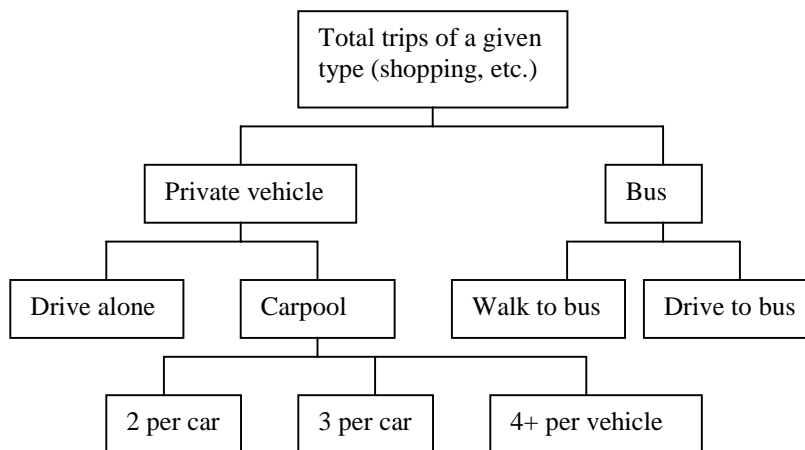 Total trips of a given
type (shopping, etc.)
Private vehicle
Bus
Drive alone
Carpool
Walk to bus
Drive to bus
2 per car
3 per car
4+ per vehicle